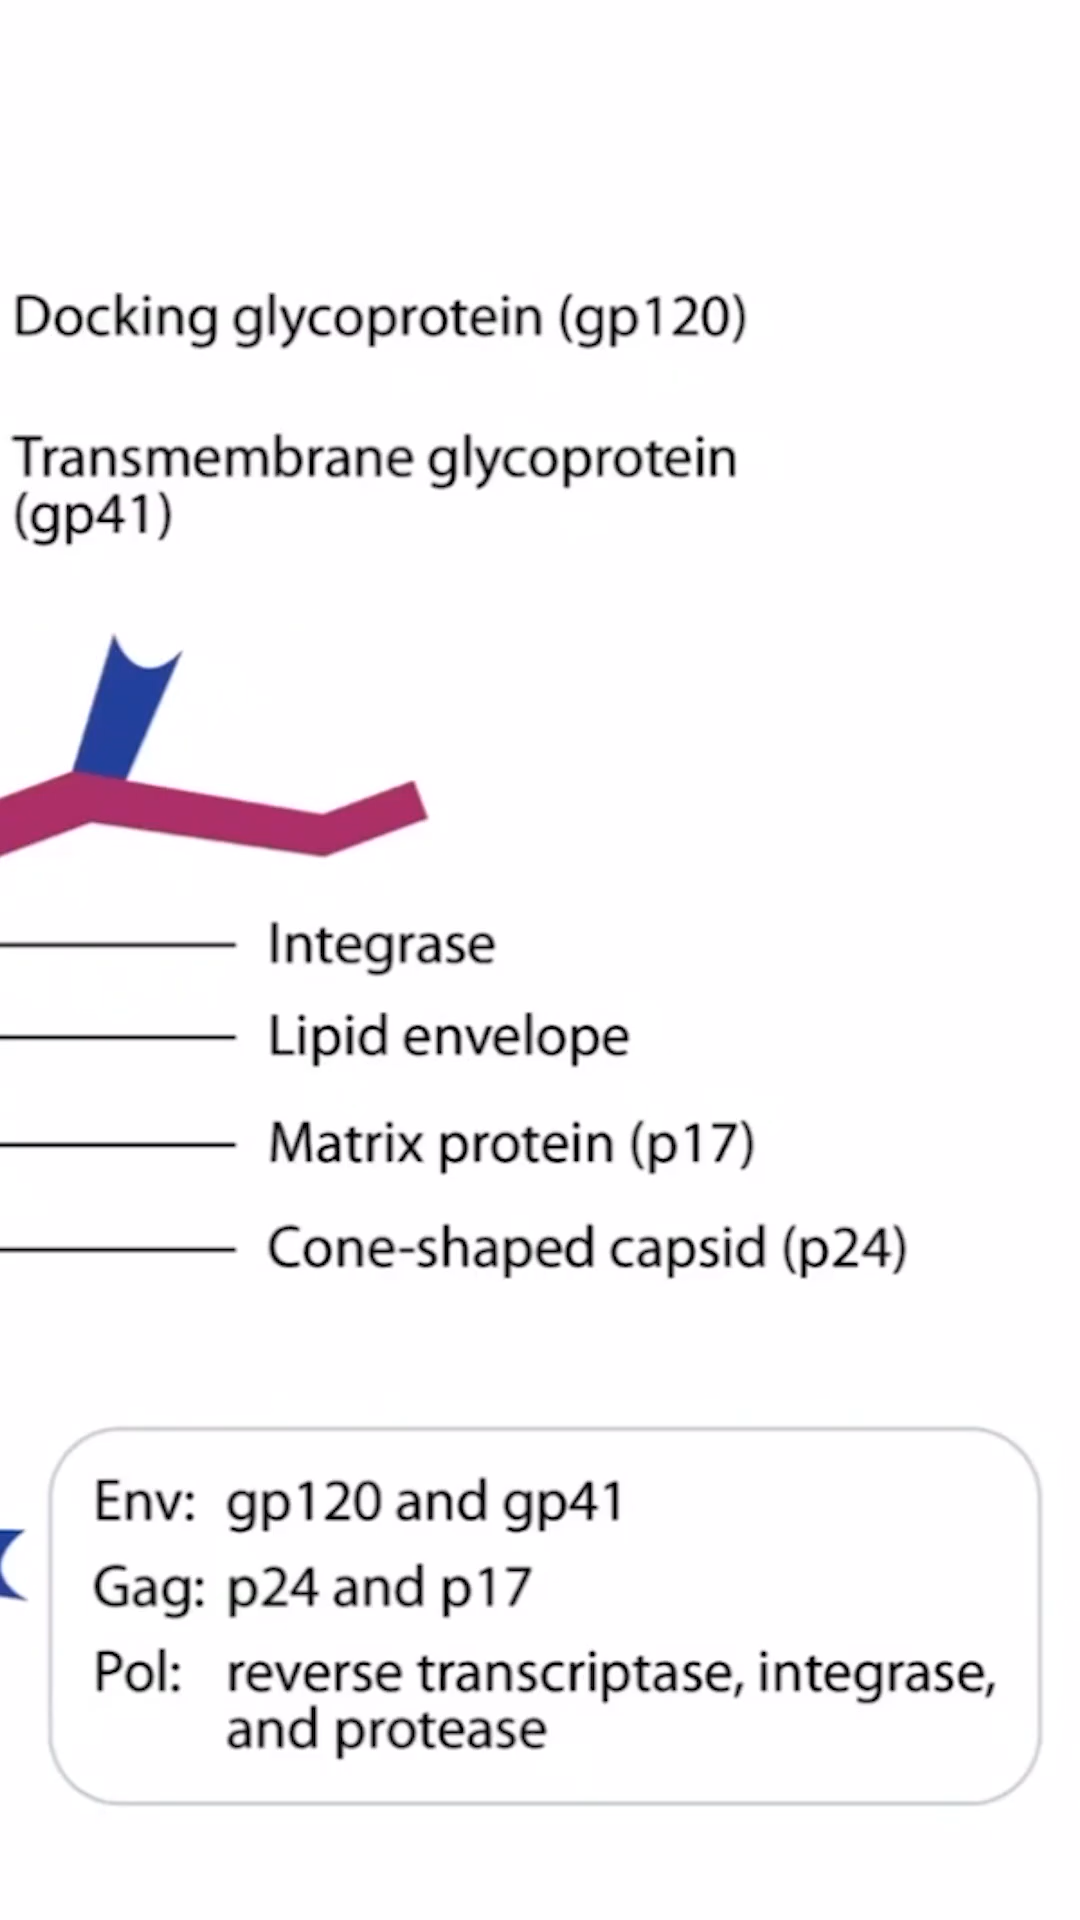 Docking glycoprotein (gp120)
Transmembrane glycoprotein
(gp41)
Integrase
Lipid envelope
Matrix protein (p17)
Cone-shaped capsid (p24)
Env: gp120 and gp41
Gag: p24 and p17
Pol: reverse transcriptase, integrase,
and protease